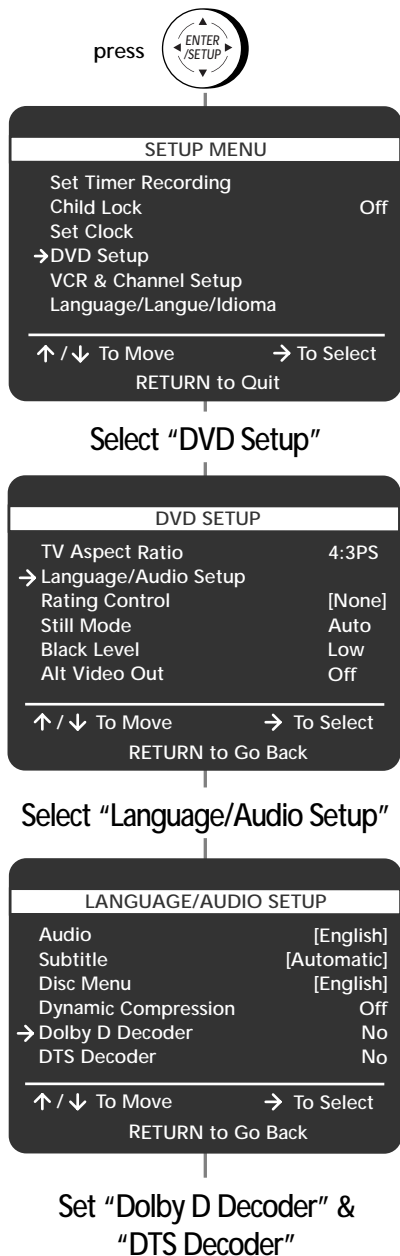 press ENTER
/SETUP
SETUP MENU
Set Timer Recording
Child Lock Off
Set Clock
→DVD Setup
VCR & Channel Setup
Language/Langue/Idioma
↑ / ↓ To Move → To Select
RETURN to Quit
Select “DVD Setup”
DVD SETUP
TV Aspect Ratio 4:3PS
→ Language/Audio Setup
Rating Control [None]
Still Mode Auto
Black Level Low
Alt Video Out Off
↑ / ↓ To Move → To Select
RETURN to Go Back
Select “Language/Audio Setup”
LANGUAGE/AUDIO SETUP
Audio [English]
Subtitle [Automatic]
Disc Menu [English]
Dynamic Compression Off
→ Dolby D Decoder No
DTS Decoder No
↑ / ↓ To Move → To Select
RETURN to Go Back
Set “Dolby D Decoder” &
“DTS Decoder”